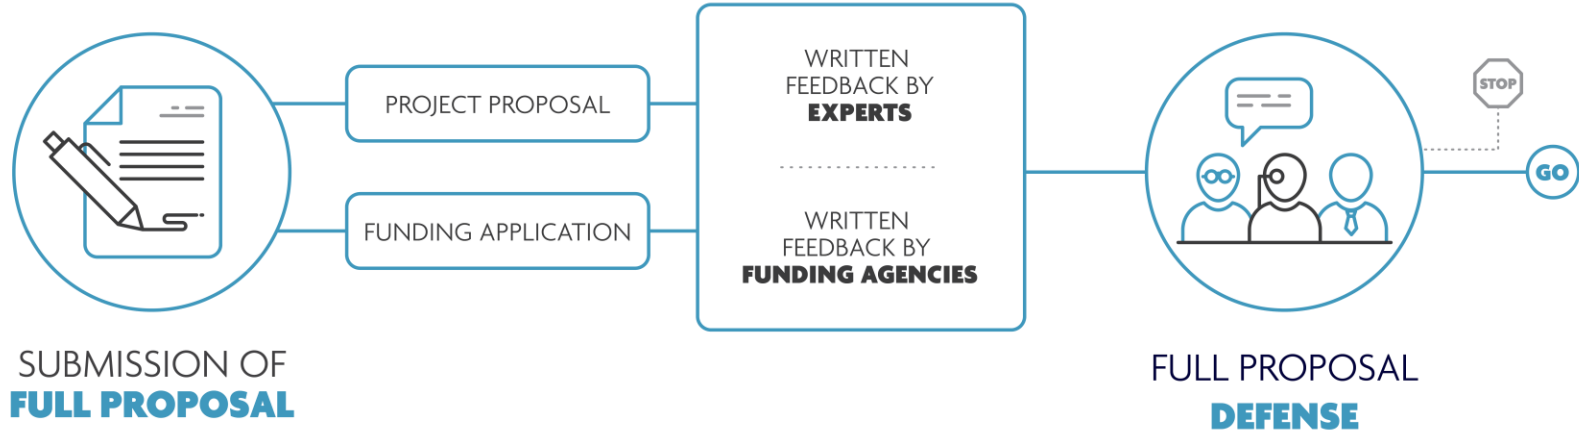 SUBMISSION OF
FULL PROPOSAL
PROJECT PROPOSAL
FUNDING APPLICATION
WRITTEN
FEEDBACK BY
EXPERTS
WRITTEN
FEEDBACK BY
FUNDING AGENCIES
FULL PROPOSAL
DEFENSE
STOP
GO